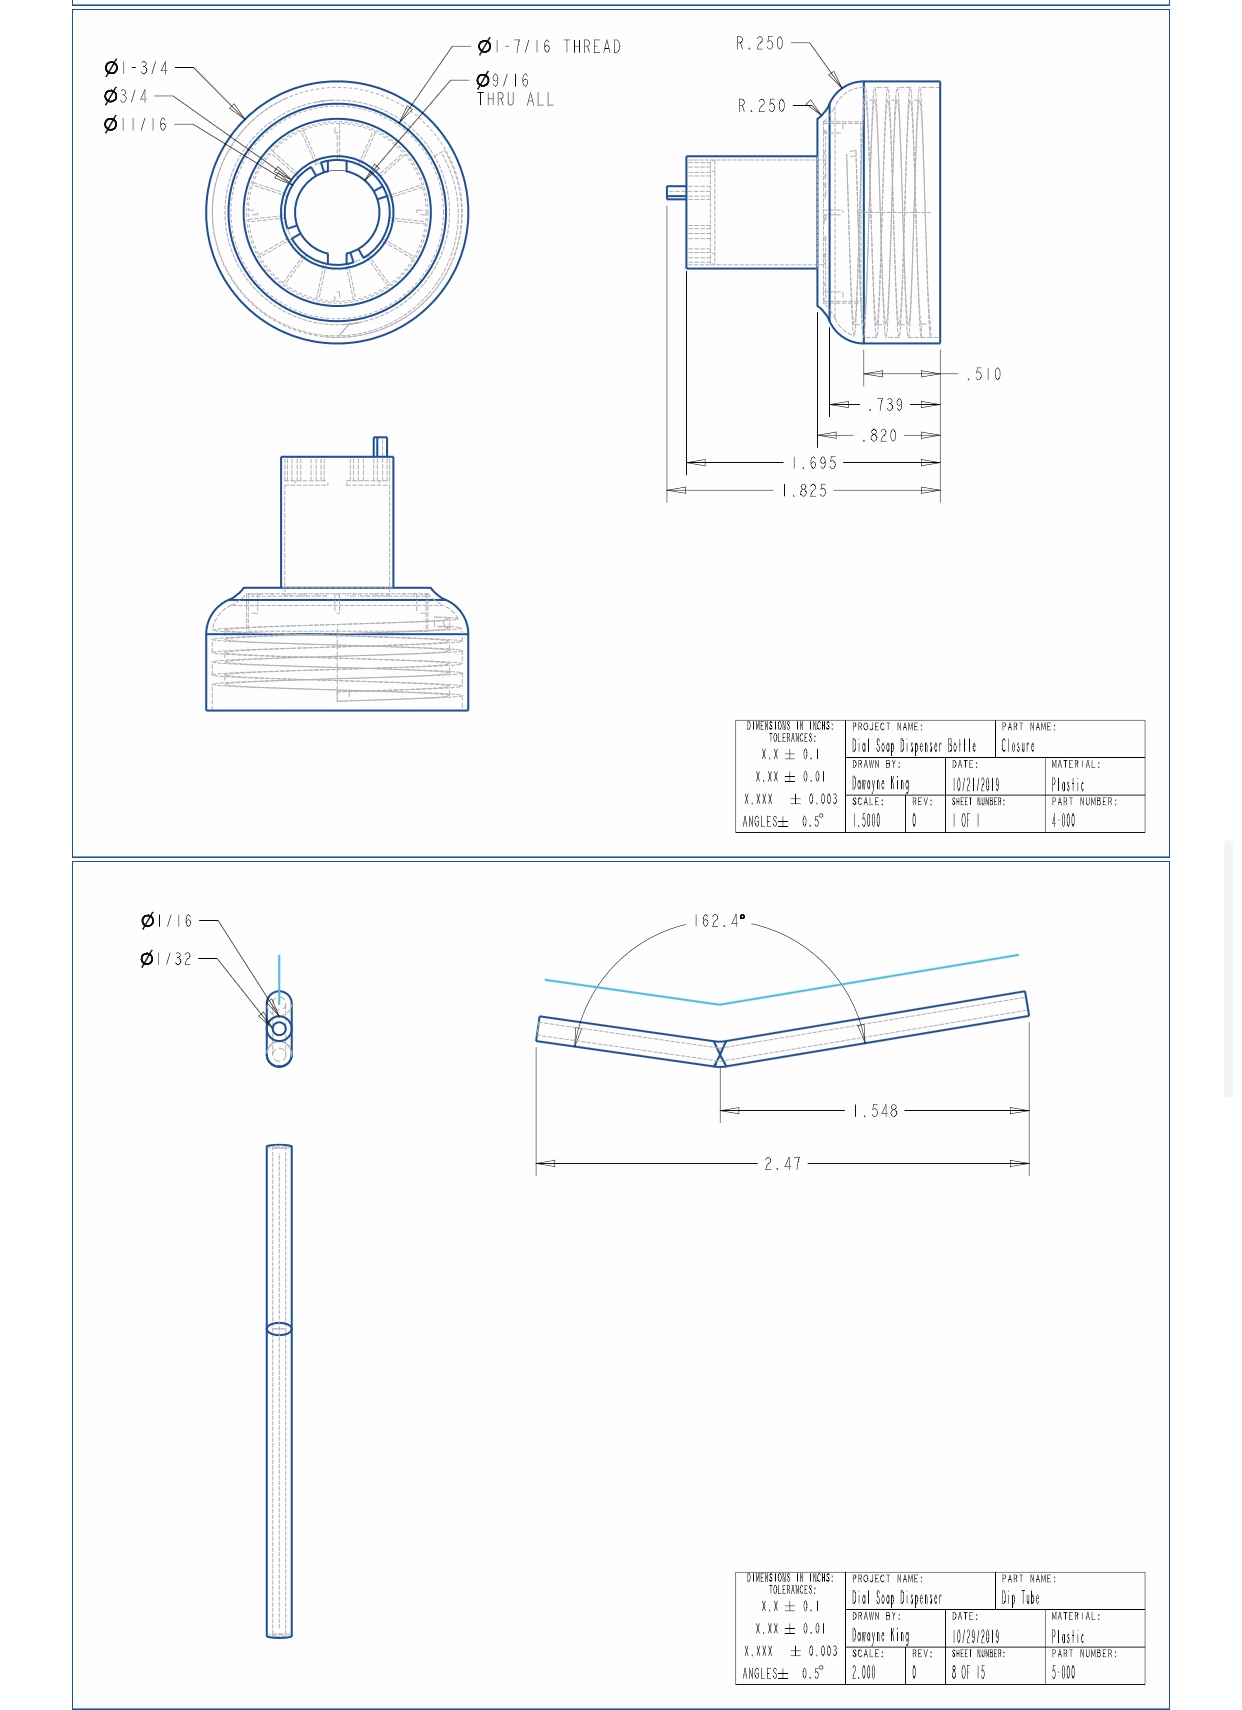 Ø1-7/16 THREAD
R.250
Ø1-3/4
Ø9/16
THRU ALL
Ø3/4
R.250
Ø11/16
.510
.739
.820
1.695
1.825
DIMENSIONS IN INCHS:
TOLERANCES:
X.X ± 0.1
X.XX ± 0.01
X.XXX ± 0.003
ANGLES± 0.5°
PROJECT NAME:
Dial Soap Dispenser Bottle
PART NAME:
Closure
DRAWN BY:
Dawayne King
DATE:
10/21/2019
MATERIAL:
Plastic
SCALE:
1.5000
REV:
0
SHEET NUMBER:
1 OF 1
PART NUMBER:
4-000
Ø1/16
162.4°
Ø1/32
1.548
2.47
DIMENSIONS IN INCHS:
TOLERANCES:
X.X ± 0.1
X.XX ± 0.01
X.XXX ± 0.003
ANGLES± 0.5°
PROJECT NAME:
Dial Soap Dispenser
PART NAME:
Dip Tube
DRAWN BY:
Dawayne King
DATE:
10/29/2019
MATERIAL:
Plastic
SCALE:
2.000
REV:
0
SHEET NUMBER:
8 OF 15
PART NUMBER:
5-000